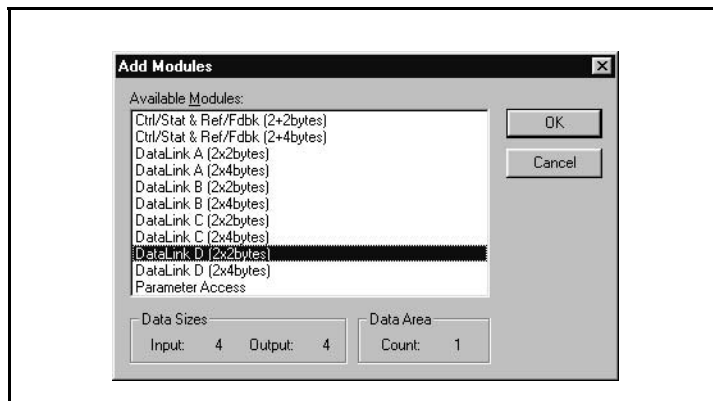 Add Modules
Available Modules:
Ctrl/Stat & Ref/Fdbk (2+2bytes)
Ctrl/Stat & Ref/Fdbk (2+4bytes)
DataLink A (2x2bytes)
DataLink A (2x4bytes)
DataLink B (2x2bytes)
DataLink B (2x4bytes)
DataLink C (2x2bytes)
DataLink C (2x4bytes)
DataLink D (2x2bytes)
DataLink D (2x4bytes)
Parameter Access
OK
Cancel
Data Sizes
Input: 4 Output: 4
Data Area
Count: 1